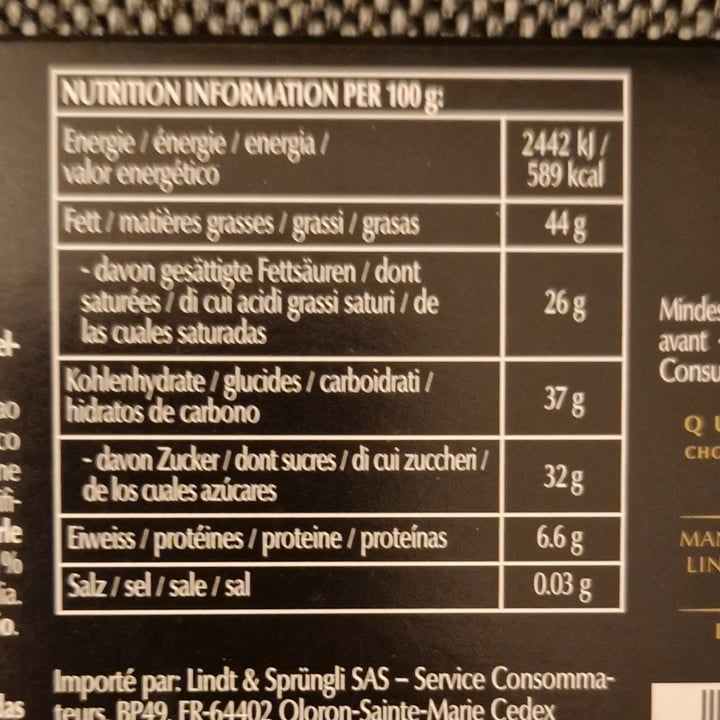 NUTRITION INFORMATION PER 100 g:
Energie / énergie / energia /
valor energético
2442 kJ /
589 kcal
Fett / matières grasses / grassi / grasas
44 g
- davon gesättigte Fettsäuren / dont
saturées / di cui acidi grassi saturi / de
las cuales saturadas
26 g
Kohlenhydrate / glucides / carboidrati /
hidratos de carbono
37 g
- davon Zucker / dont sucres / di cui zuccheri /
de los cuales azúcares
32 g
Eiweiss / protéines / proteine / proteínas
6.6 g
Salz / sel / sale / sal
0.03 g
Importé par: Lindt & Sprüngli SAS – Service Consomma-
teurs, BP49, FR-64402 Oloron-Sainte-Marie Cedex
avant
%